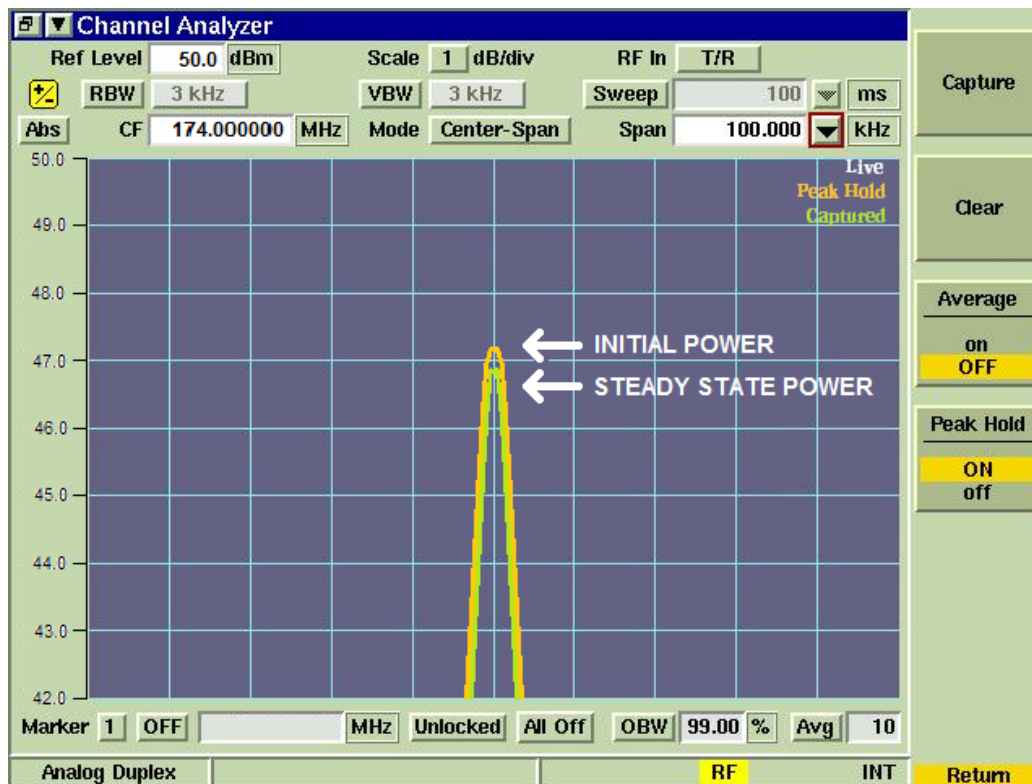 Channel Analyzer
Ref Level 50.0 dBm Scale 1 dB/div RF In T/R
RBW 3 kHz VBW 3 kHz Sweep 100 ms
Abs CF 174.000000 MHz Mode Center-Span Span 100.000 kHz
50.0
49.0
48.0
47.0
46.0
45.0
44.0
43.0
42.0
Live
Peak Hold
Captured
INITIAL POWER
STEADY STATE POWER
Marker 1 OFF MHz Unlocked All Off OBW 99.00 % Avg 10
Analog Duplex RF INT
Capture
Clear
Average
on
OFF
Peak Hold
ON
off
Return